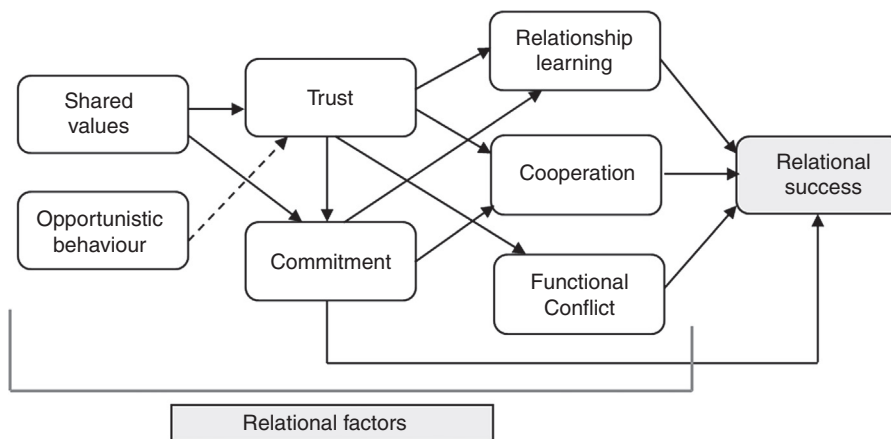 Shared
values
Opportunistic
behaviour
Trust
Commitment
Relationship
learning
Cooperation
Functional
Conflict
Relational
success
Relational factors